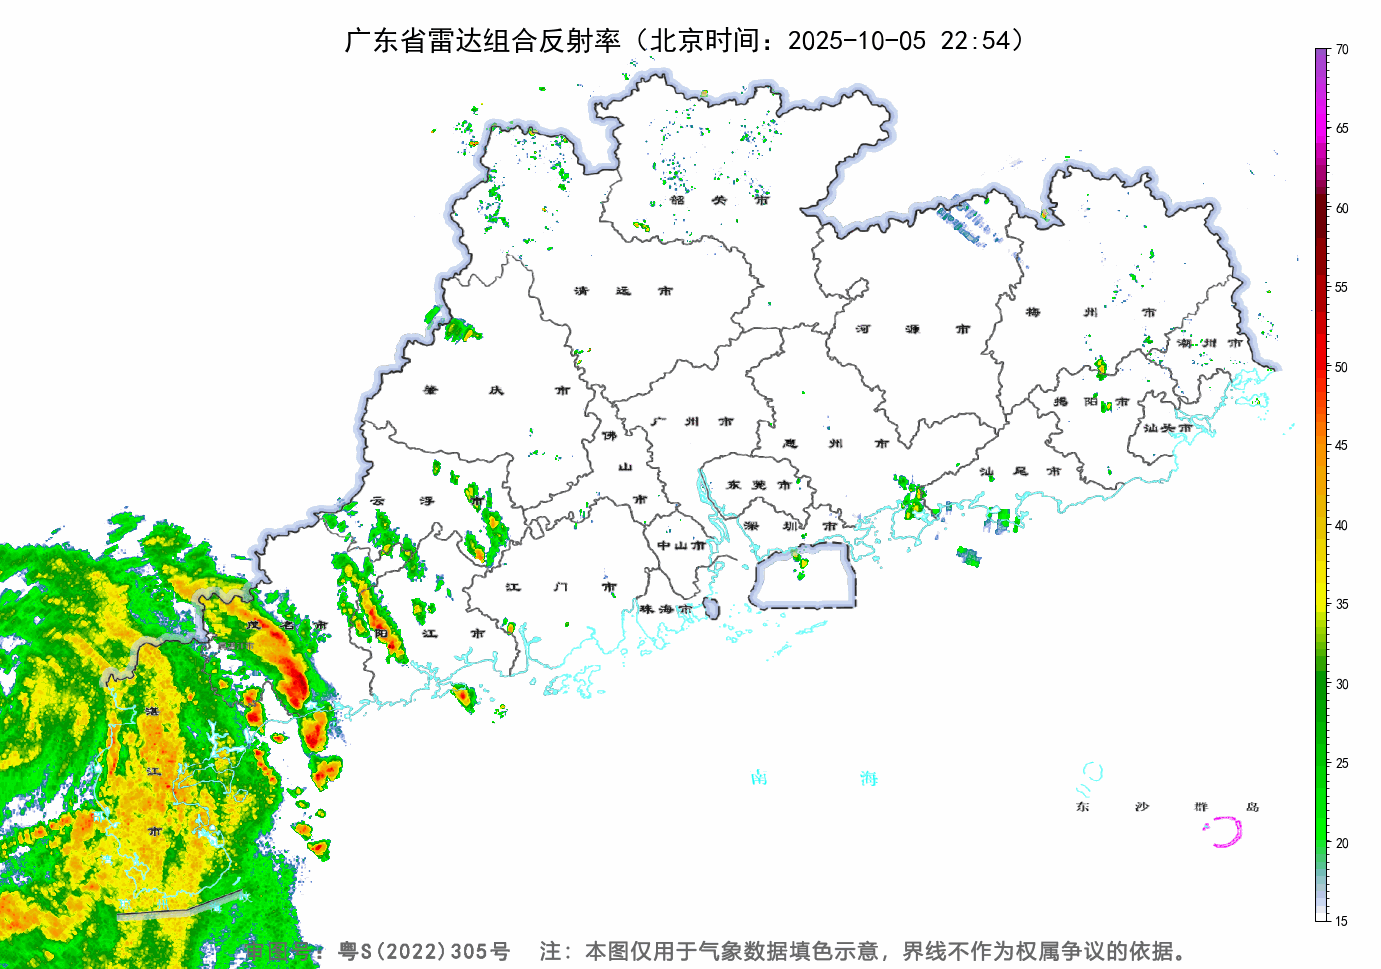 广东省雷达组合反射率（北京时间：2025-10-05 22:54）
70
65
60
55
50
45
40
35
30
25
20
15
韶关市
清远市
河源市
梅州市
潮州市
肇庆市
广州市
惠州市
揭阳市
汕头市
佛山市
云浮市
东莞市
汕尾市
深圳市
中山市
江门市
珠海市
茂名市
阳江市
湛江市
南海
东沙群岛
审图号：粤S(2022)305号 注：本图仅用于气象数据填色示意，界线不作为权属争议的依据。